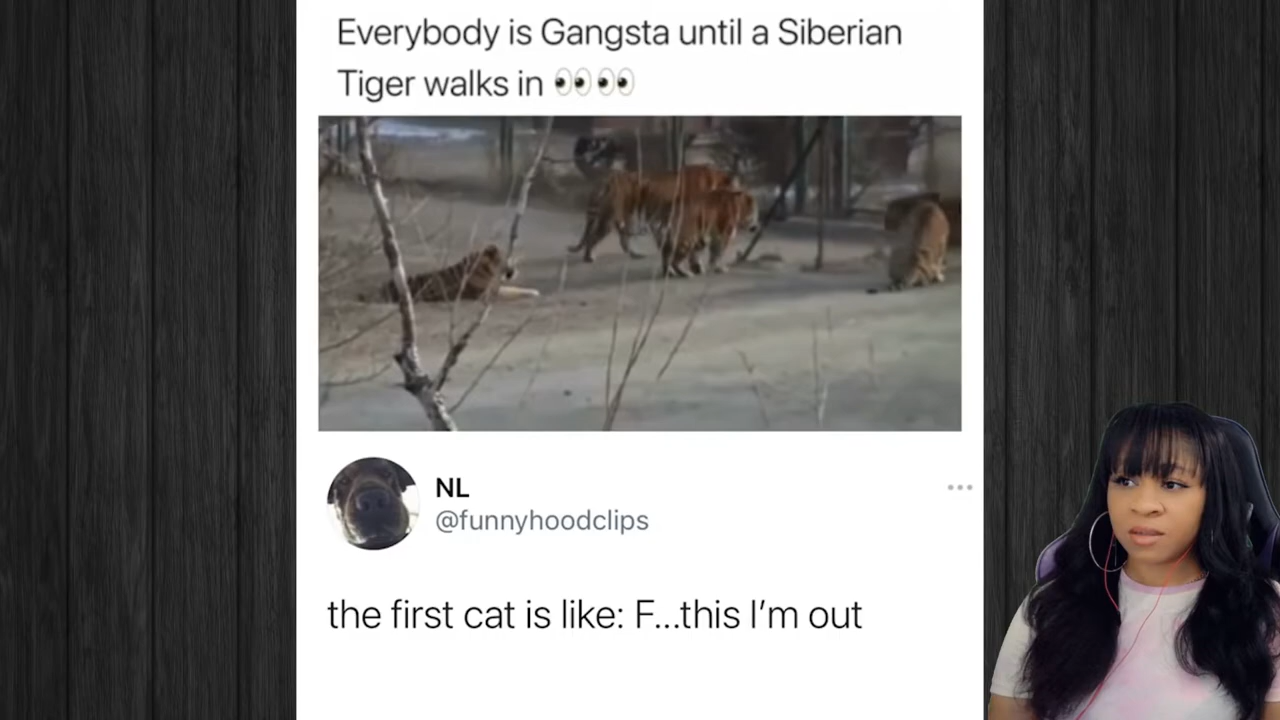 Everybody is Gangsta until a Siberian
Tiger walks in 👀👀
NL
@funnyhoodclips
the first cat is like: F...this I’m out